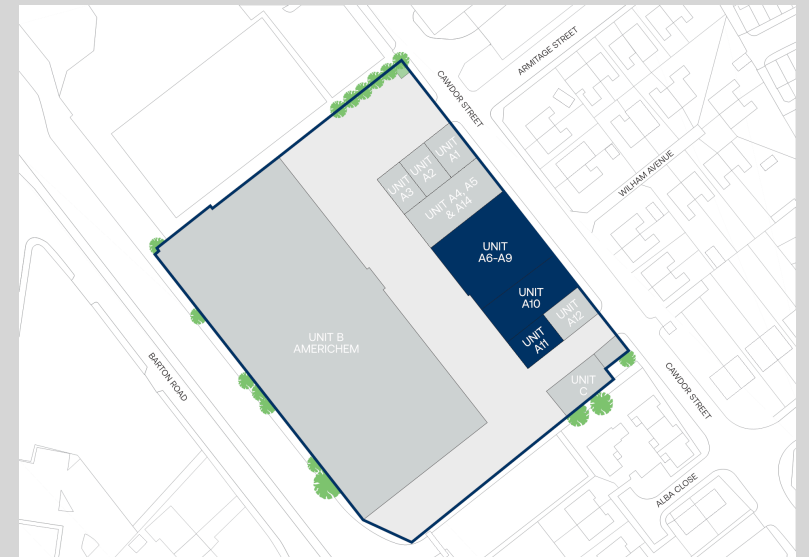 ARMITAGE STREET
CAWDOR STREET
UNIT
A1
UNIT
A2
UNIT
A3
WILHAM AVENUE
UNIT A4, A5
& A14
UNIT
A6-A9
UNIT
A10
UNIT
A12
UNIT
A11
UNIT B
AMERICHEM
BARTON ROAD
UNIT
C
CAWDOR STREET
ALBA CLOSE